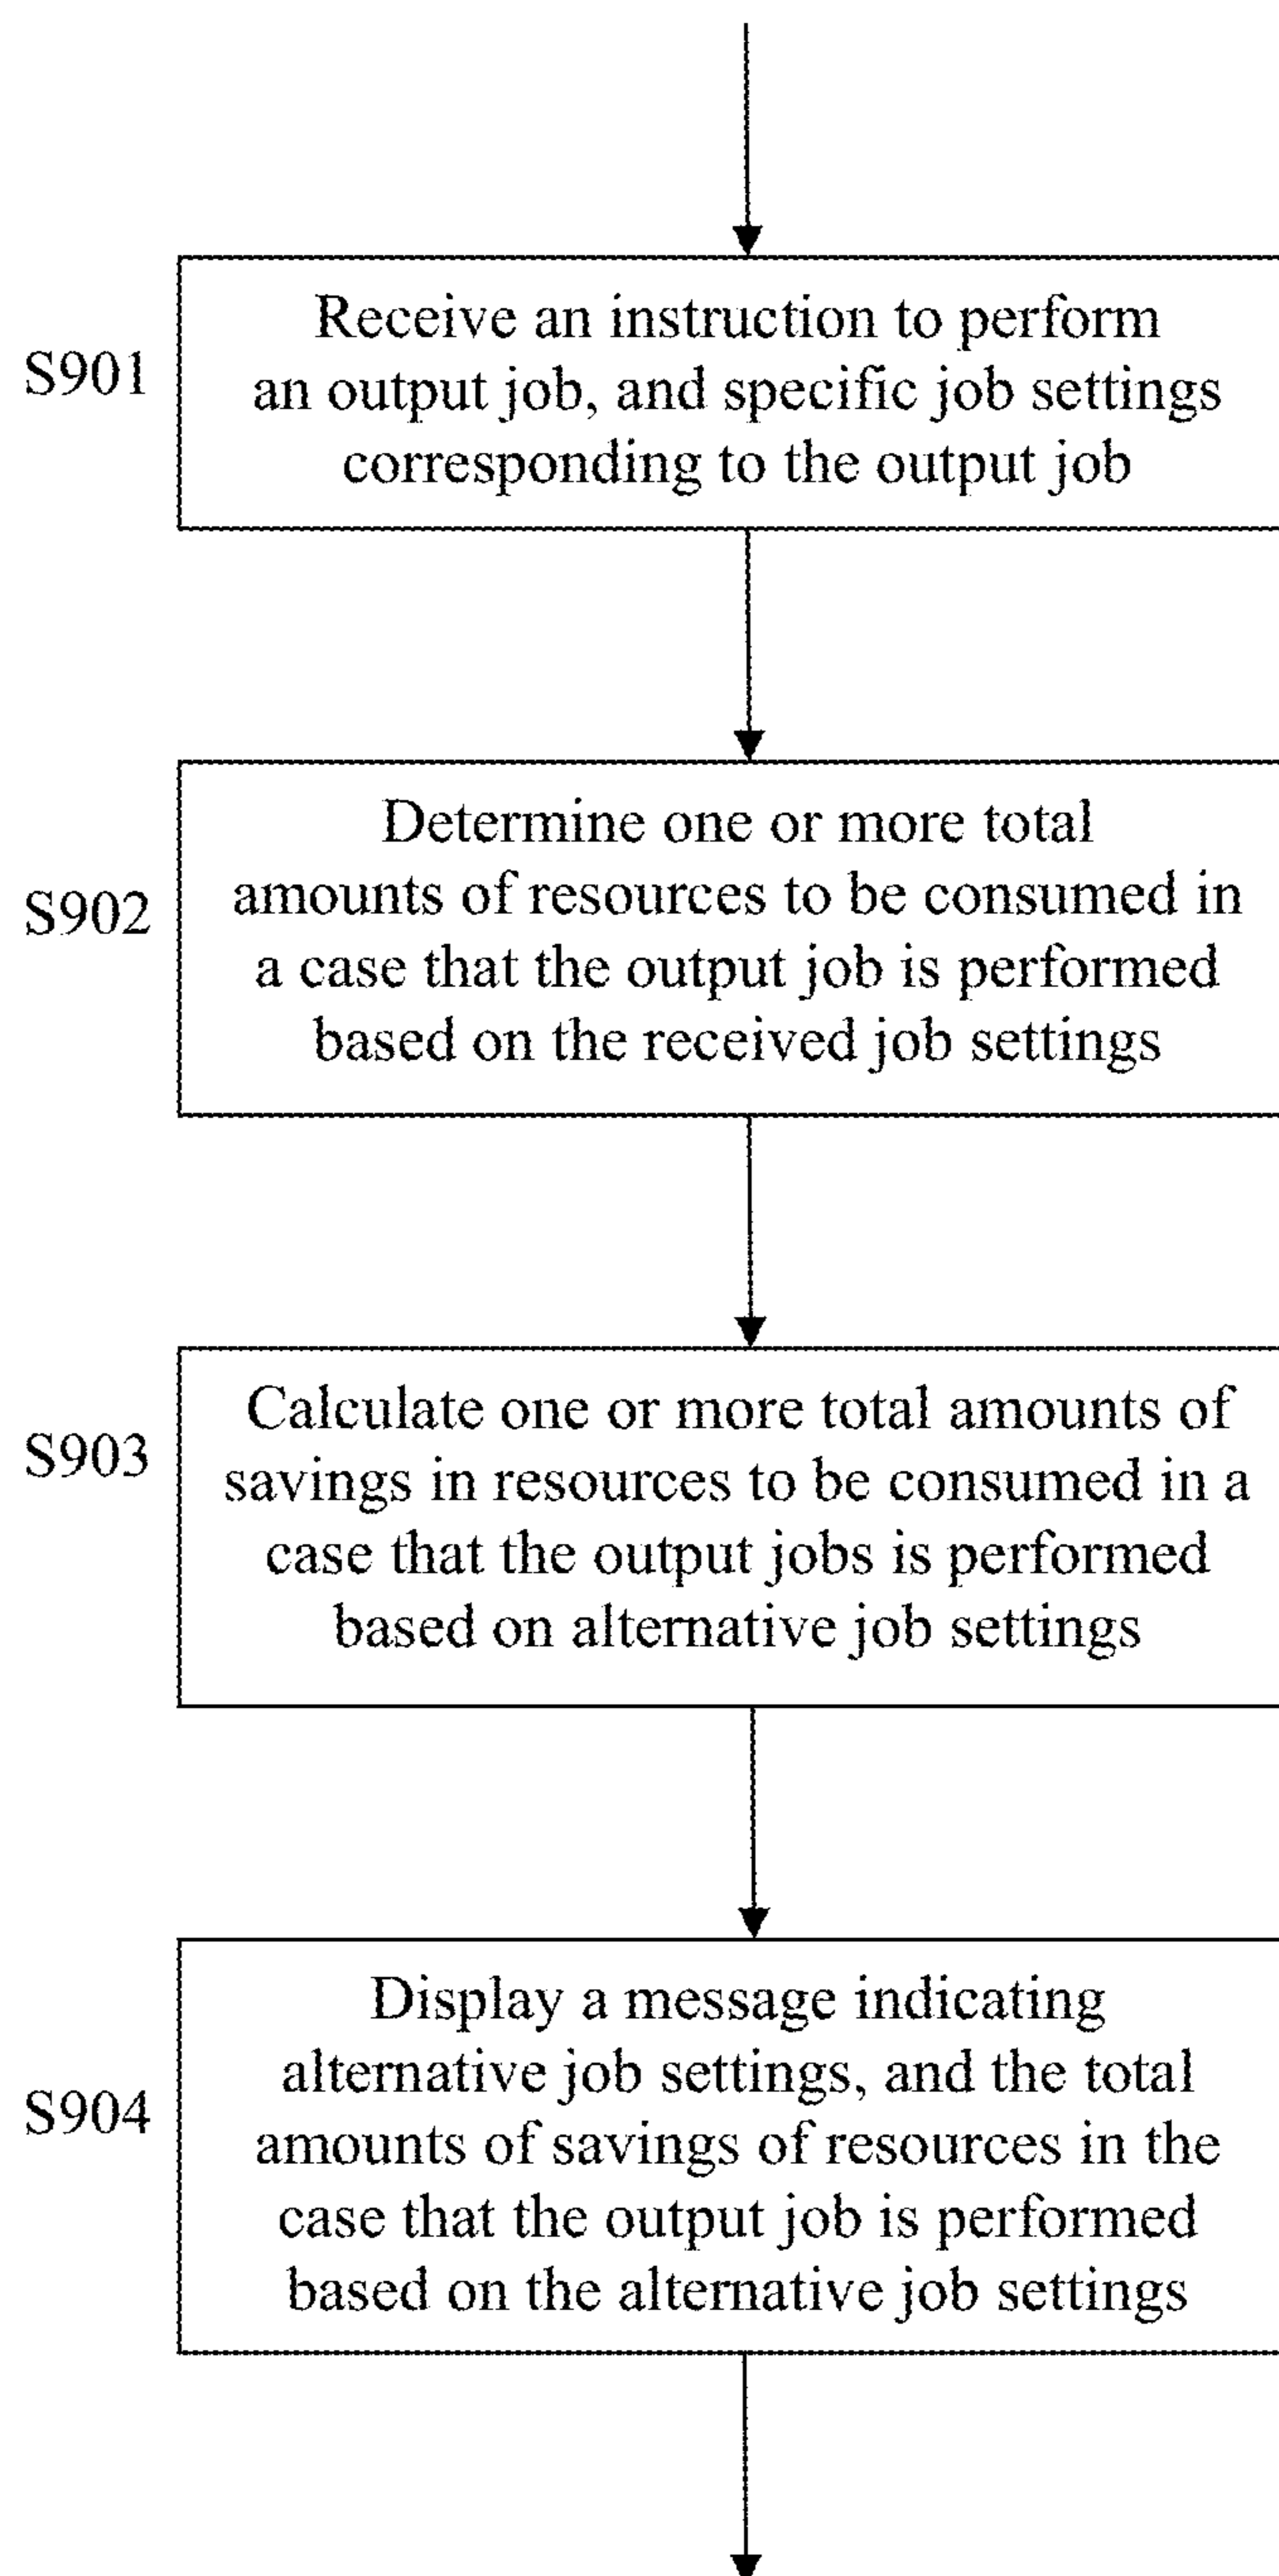 Receive an instruction to perform
S901
an output job, and specific job settings
corresponding to the output job
Determine one or more total
S902
amounts of resources to be consumed in
a case that the output job is performed
based on the received job settings
Calculate one or more total amounts of
S903
savings in resources to be consumed in a
case that the output jobs is performed
based on alternative job settings
Display a message indicating
alternative job settings, and the total
S904
amounts of savings of resources in the
case that the output job is performed
based on the alternative job settings